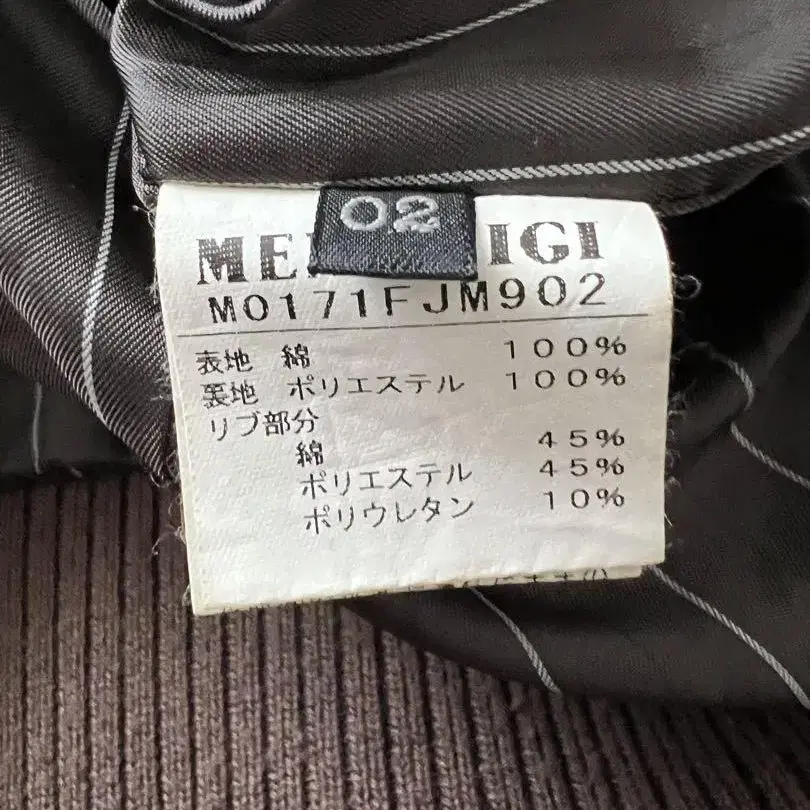 02
ME IGI
M0171FJM902
表地 綿 100%
裏地 ポリエステル 100%
リブ部分
綿 45%
ポリエステル 45%
ポリウレタン 10%